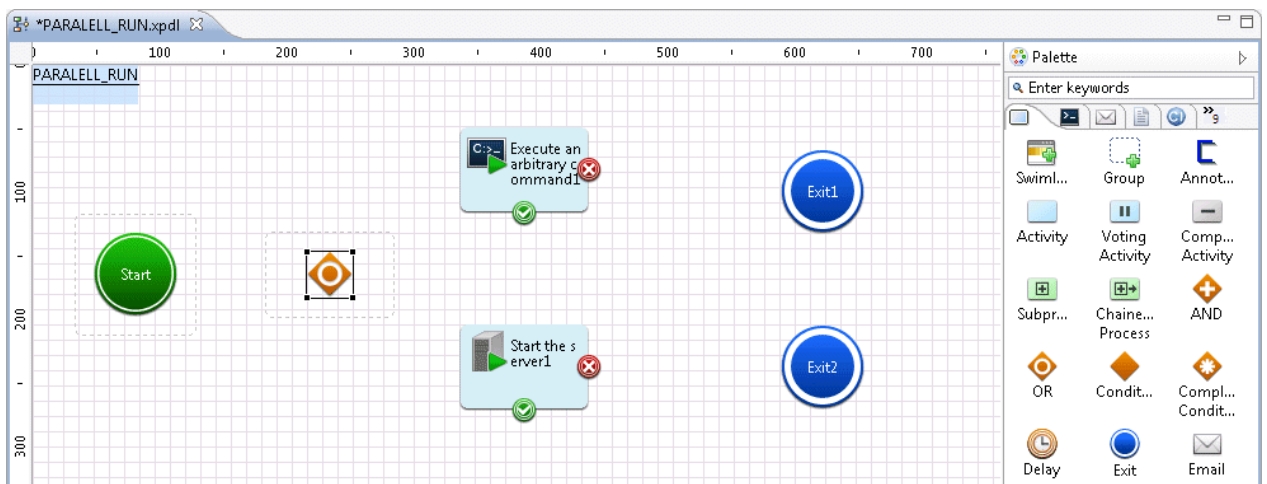 *PARALELL_RUN.xpdl
0 100 200 300 400 500 600 700
PARALELL_RUN
100
200
300
Start
Execute an
arbitrary c
ommand1
C:>_
Start the s
erver1
Exit1
Exit2
Palette
Enter keywords
9
Swiml... Group Annot...
Activity Voting Comp...
Activity Activity
Subpr... Chaine... AND
Process
OR Condit... Compl...
Condit...
Delay Exit Email